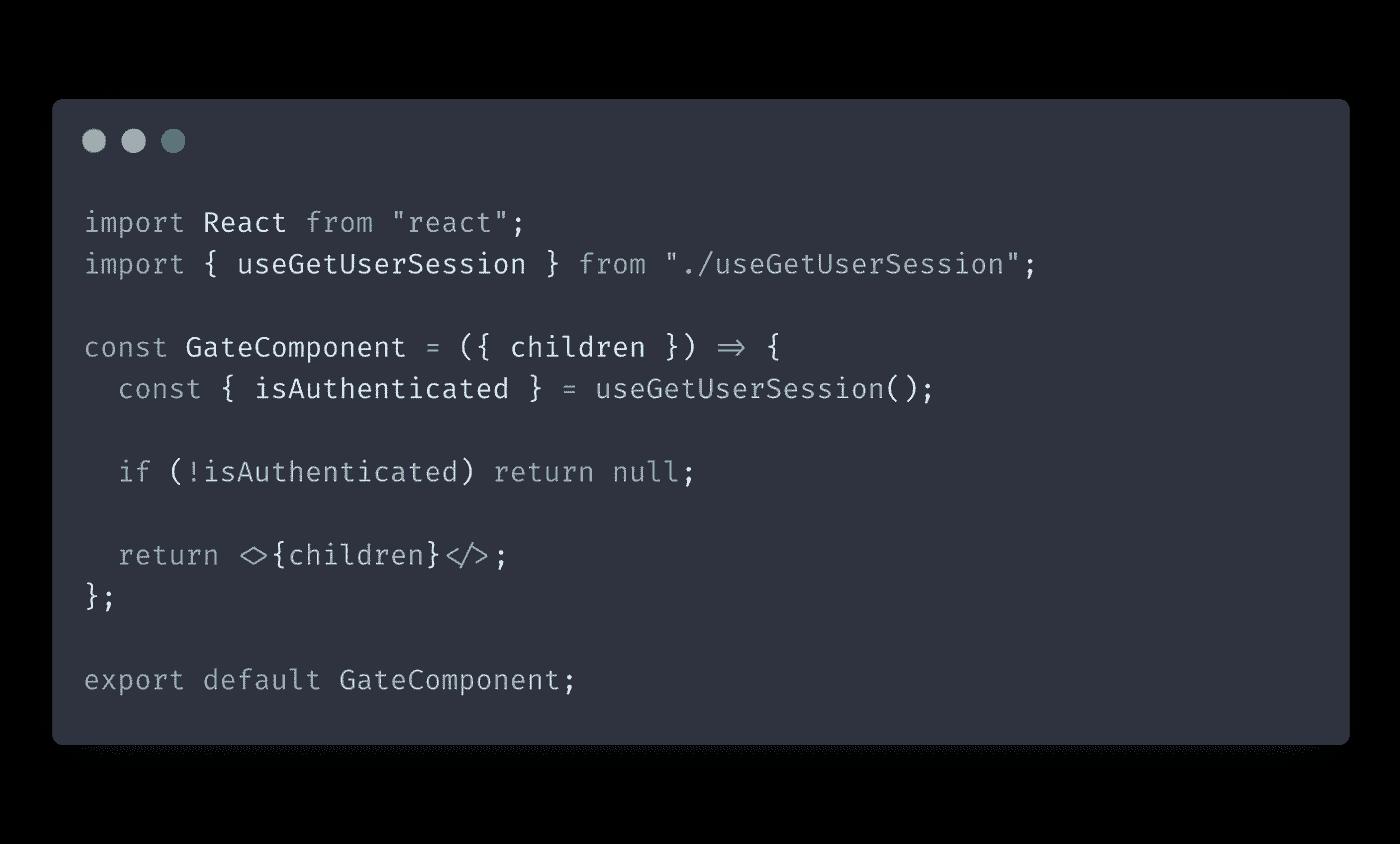 import React from "react";
import { useGetUserSession } from "./useGetUserSession";
const GateComponent = ({ children }) => {
const { isAuthenticated } = useGetUserSession();
if (!isAuthenticated) return null;
return <>{children}</>;
};
export default GateComponent;